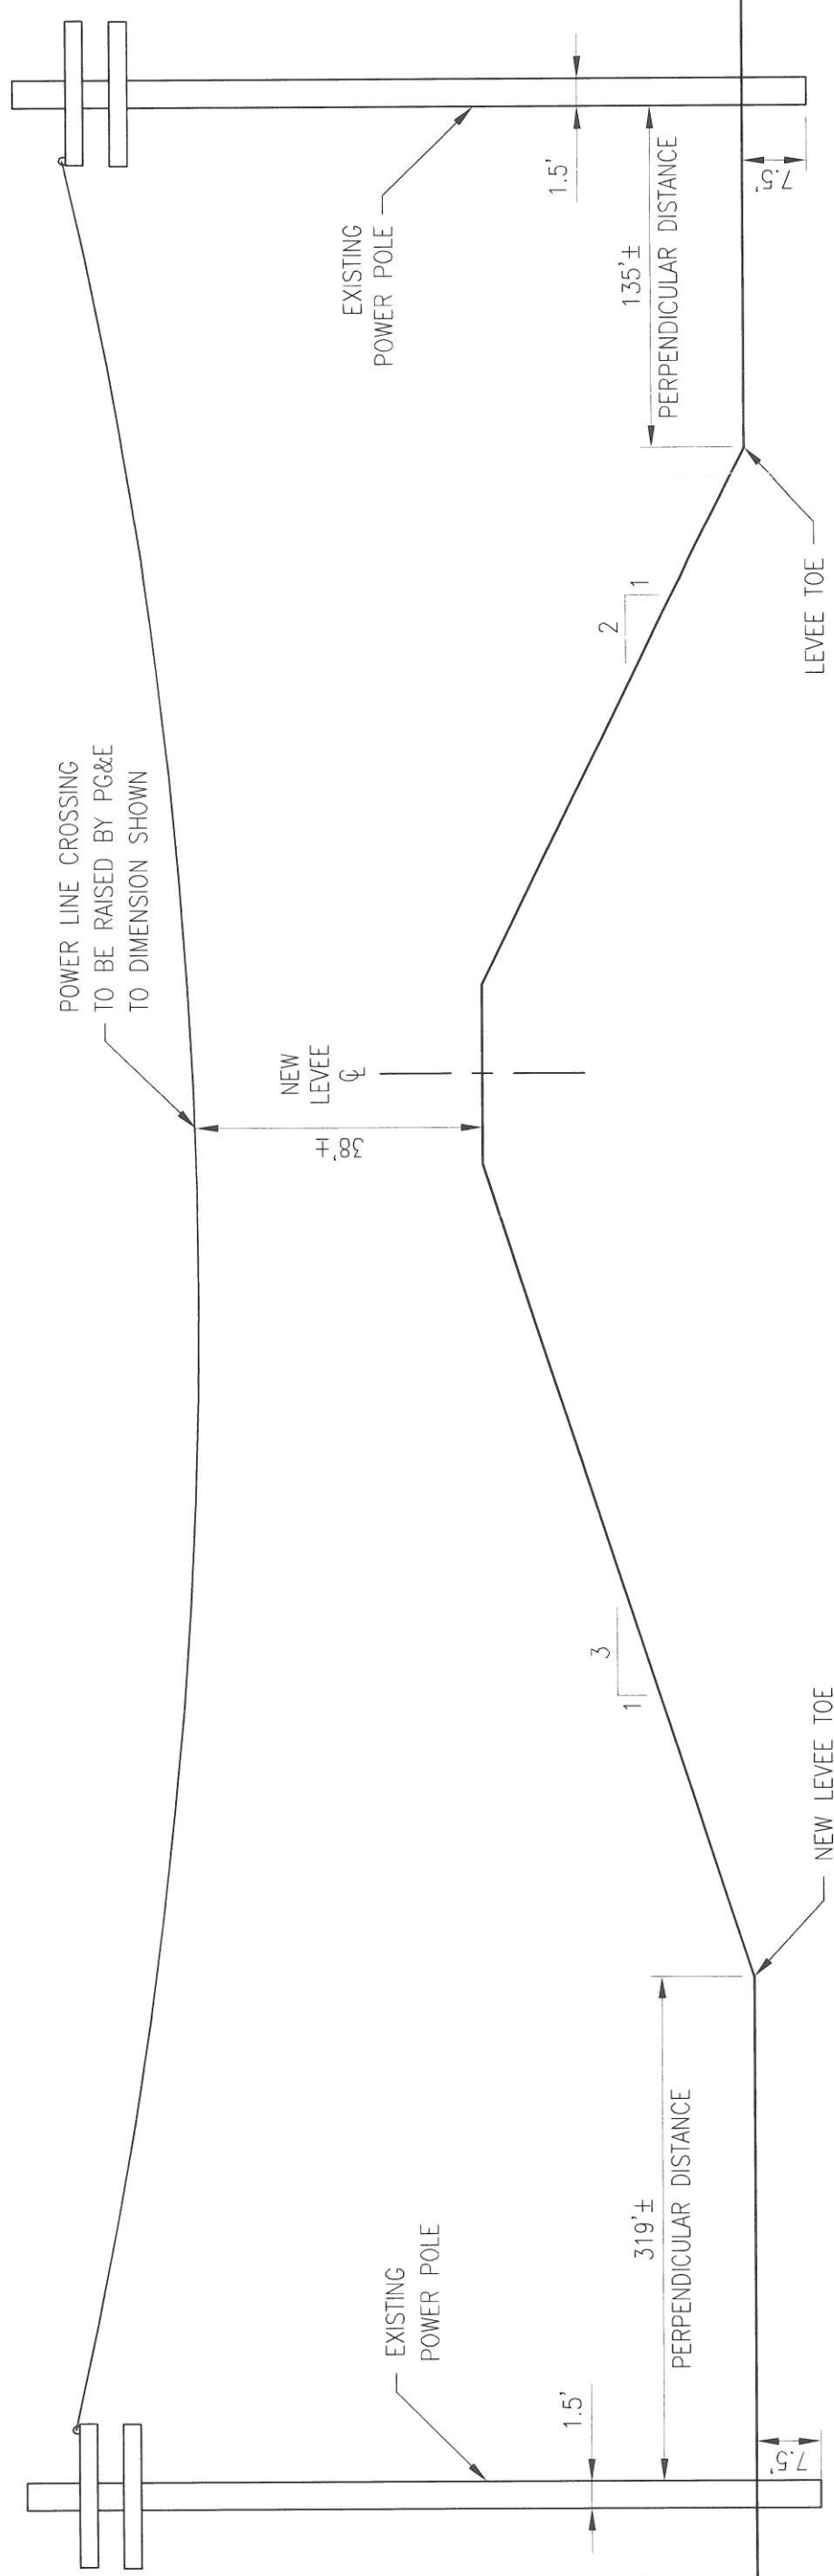 POWER LINE CROSSING
TO BE RAISED BY PG&E
TO DIMENSION SHOWN
EXISTING
POWER POLE
EXISTING
POWER POLE
NEW
LEVEE
℄
38'±
1.5'
1.5'
319'±
PERPENDICULAR DISTANCE
135'±
PERPENDICULAR DISTANCE
3
1
2
1
7.5'
7.5'
NEW LEVEE TOE
LEVEE TOE